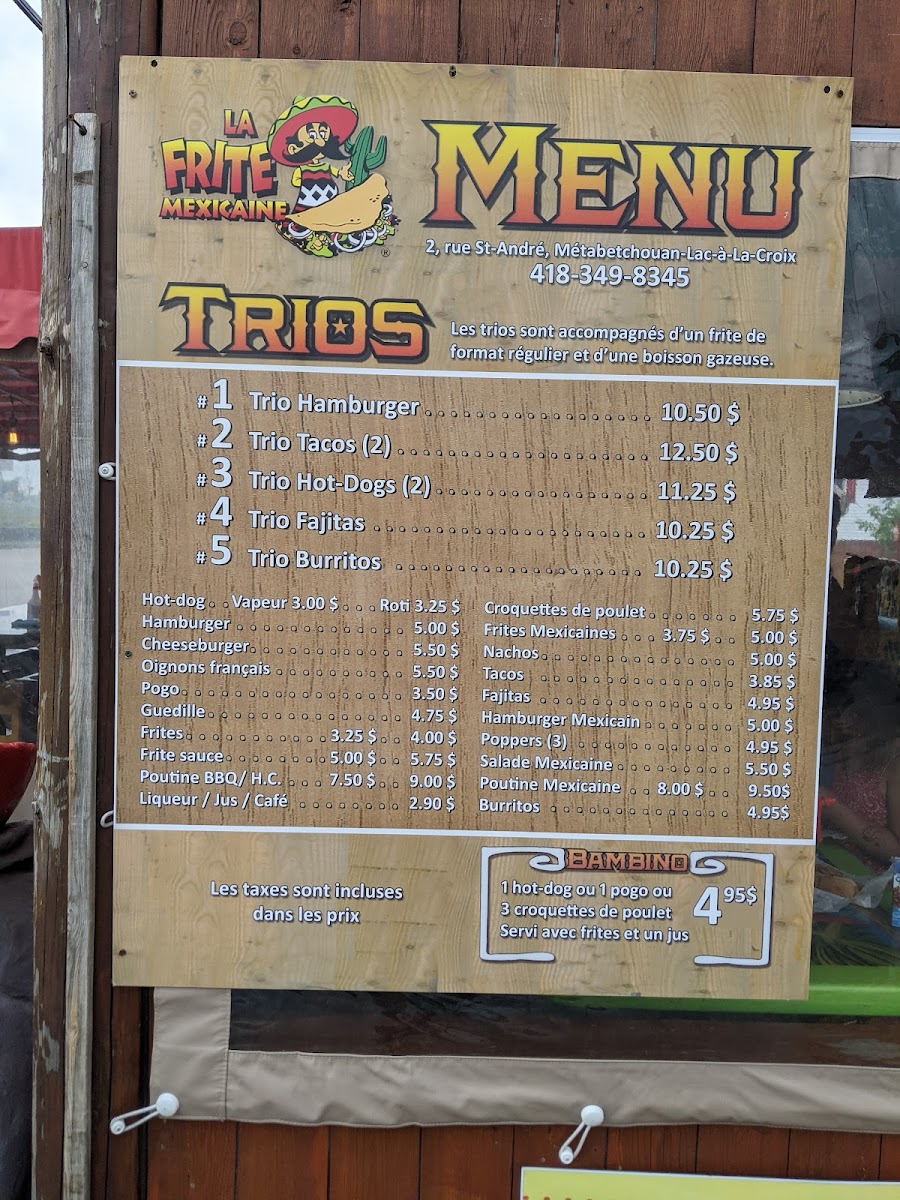 LA
FRITE
MEXICAINE
®
MENU
2, rue St-André, Métabetchouan-Lac-à-La-Croix
418-349-8345
TRIOS
Les trios sont accompagnés d'un frite de
format régulier et d'une boisson gazeuse.
#1 Trio Hamburger . . . . . . . . . . . . . . . . . 10.50 $
#2 Trio Tacos (2) . . . . . . . . . . . . . . . . . . . 12.50 $
#3 Trio Hot-Dogs (2) . . . . . . . . . . . . . . . . 11.25 $
#4 Trio Fajitas . . . . . . . . . . . . . . . . . . . . . 10.25 $
#5 Trio Burritos . . . . . . . . . . . . . . . . . . . 10.25 $
Hot-dog . . Vapeur 3.00 $ . . . Roti 3.25 $
Hamburger . . . . . . . . . . . . . . 5.00 $
Cheeseburger . . . . . . . . . . . . . 5.50 $
Oignons français . . . . . . . . . . . 5.50 $
Pogo . . . . . . . . . . . . . . . . . . 3.50 $
Guedille . . . . . . . . . . . . . . . . 4.75 $
Frites . . . . . . . . . . . . 3.25 $ . . 4.00 $
Frite sauce . . . . . . . . . 5.00 $ . . 5.75 $
Poutine BBQ/ H.C. . . . 7.50 $ . . 9.00 $
Liqueur / Jus / Café . . . . . . . . . 2.90 $
Croquettes de poulet . . . . . . . 5.75 $
Frites Mexicaines . . . 3.75 $ . . 5.00 $
Nachos . . . . . . . . . . . . . . . . 5.00 $
Tacos . . . . . . . . . . . . . . . . . 3.85 $
Fajitas . . . . . . . . . . . . . . . . 4.95 $
Hamburger Mexicain . . . . . . . 5.00 $
Poppers (3) . . . . . . . . . . . . . 4.95 $
Salade Mexicaine . . . . . . . . . . 5.50 $
Poutine Mexicaine . . 8.00 $ . . 9.50$
Burritos . . . . . . . . . . . . . . . 4.95$
Les taxes sont incluses
dans les prix
BAMBINO
1 hot-dog ou 1 pogo ou
3 croquettes de poulet
Servi avec frites et un jus
4 95$